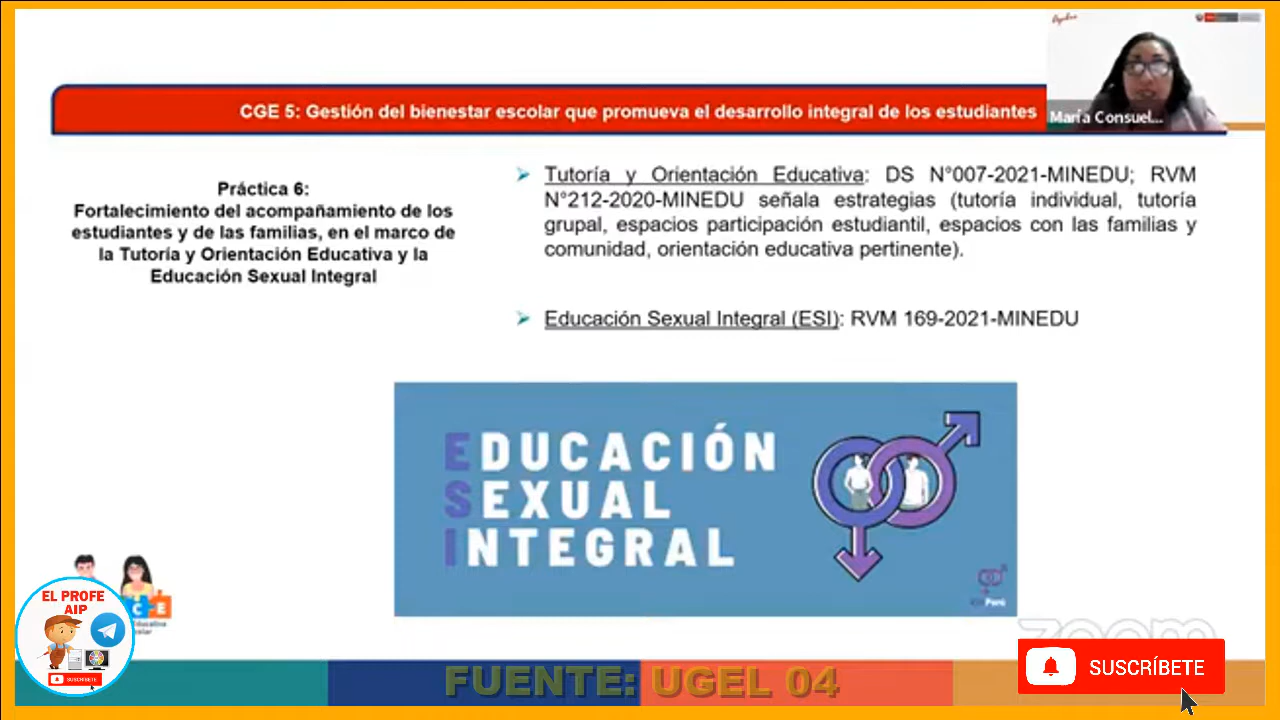 CGE 5: Gestión del bienestar escolar que promueva el desarrollo integral de los estudiantes
María Consuel...
Práctica 6:
Fortalecimiento del acompañamiento de los
estudiantes y de las familias, en el marco de
la Tutoría y Orientación Educativa y la
Educación Sexual Integral
Tutoría y Orientación Educativa: DS N°007-2021-MINEDU; RVM
N°212-2020-MINEDU señala estrategias (tutoría individual, tutoría
grupal, espacios participación estudiantil, espacios con las familias y
comunidad, orientación educativa pertinente).
Educación Sexual Integral (ESI): RVM 169-2021-MINEDU
EDUCACIÓN
SEXUAL
INTEGRAL
Perú
EL PROFE
AIP
SUSCRÍBETE
C E
zoom
SUSCRÍBETE
FUENTE: UGEL 04